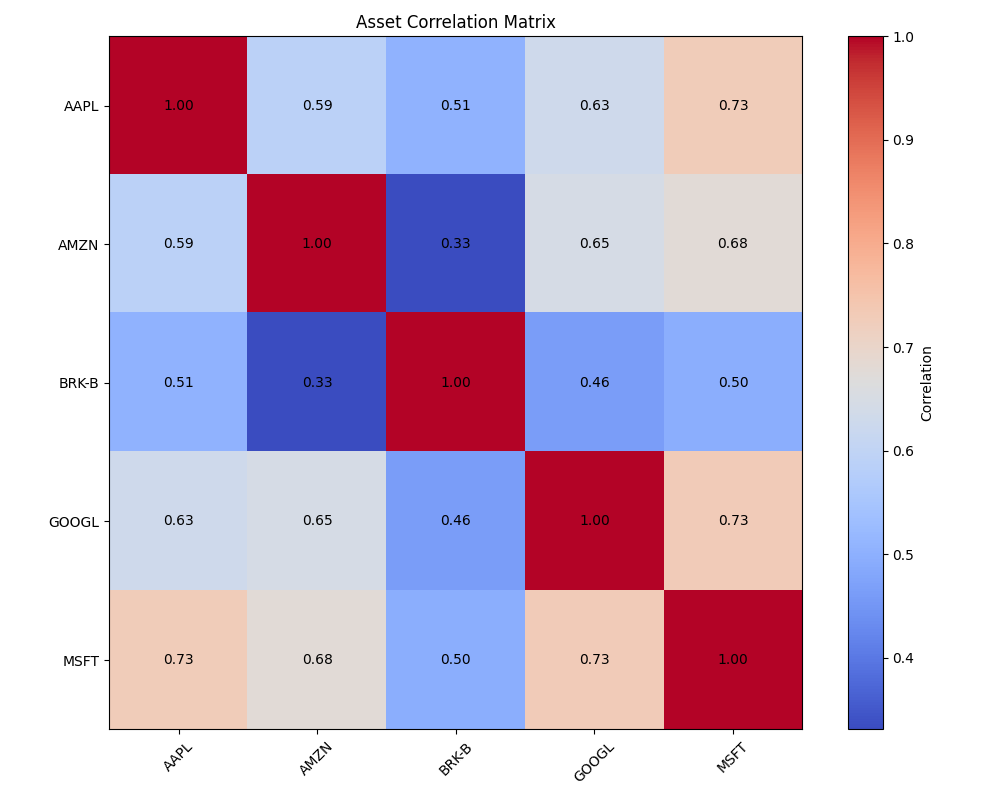 Asset Correlation Matrix
AAPL 1.00 0.59 0.51 0.63 0.73
AMZN 0.59 1.00 0.33 0.65 0.68
BRK-B 0.51 0.33 1.00 0.46 0.50
GOOGL 0.63 0.65 0.46 1.00 0.73
MSFT 0.73 0.68 0.50 0.73 1.00
AAPL AMZN BRK-B GOOGL MSFT
1.0
0.9
0.8
0.7
0.6
0.5
0.4
Correlation